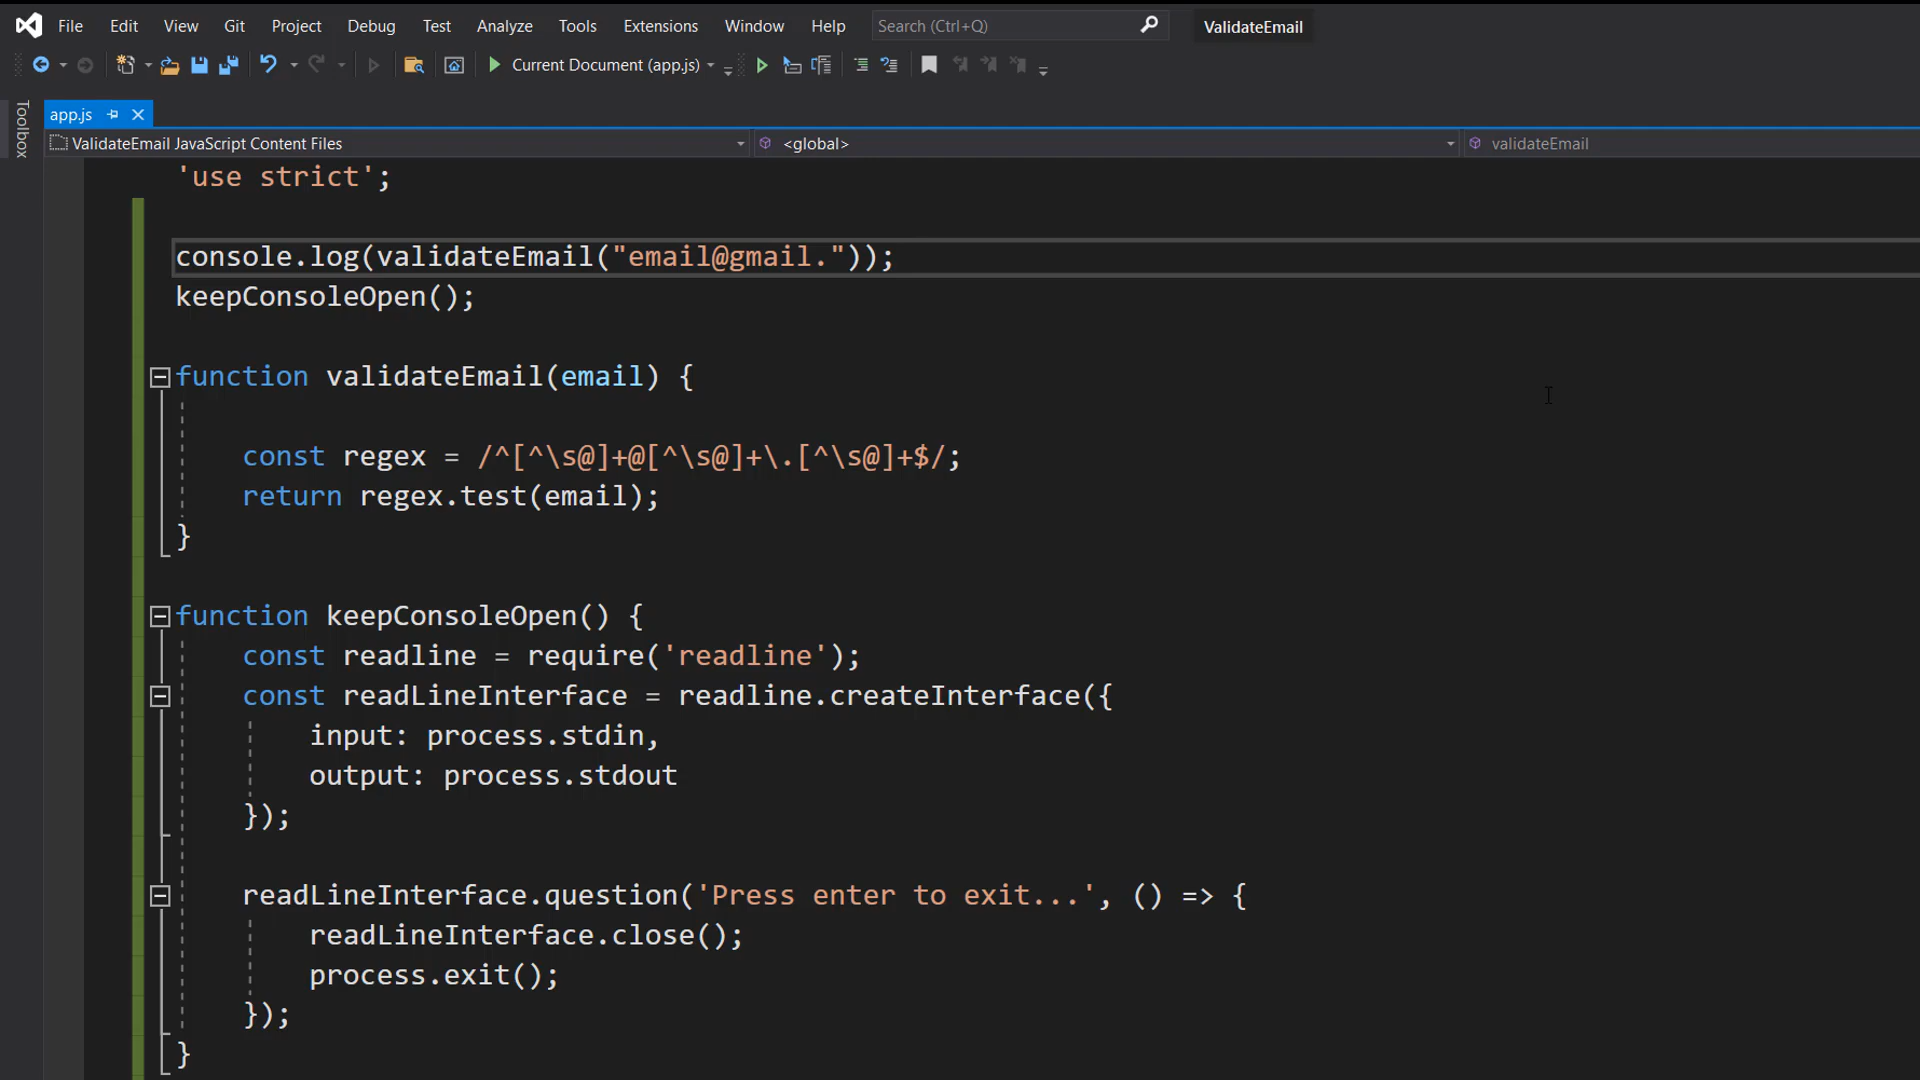 File Edit View Git Project Debug Test Analyze Tools Extensions Window Help Search (Ctrl+Q) ValidateEmail
Current Document (app.js)
Toolbox
app.js
ValidateEmail JavaScript Content Files <global> validateEmail
'use strict';
console.log(validateEmail("email@gmail."));
keepConsoleOpen();
function validateEmail(email) {
const regex = /^[^\s@]+@[^\s@]+\.[^\s@]+$/;
return regex.test(email);
}
function keepConsoleOpen() {
const readline = require('readline');
const readLineInterface = readline.createInterface({
input: process.stdin,
output: process.stdout
});
readLineInterface.question('Press enter to exit...', () => {
readLineInterface.close();
process.exit();
});
}